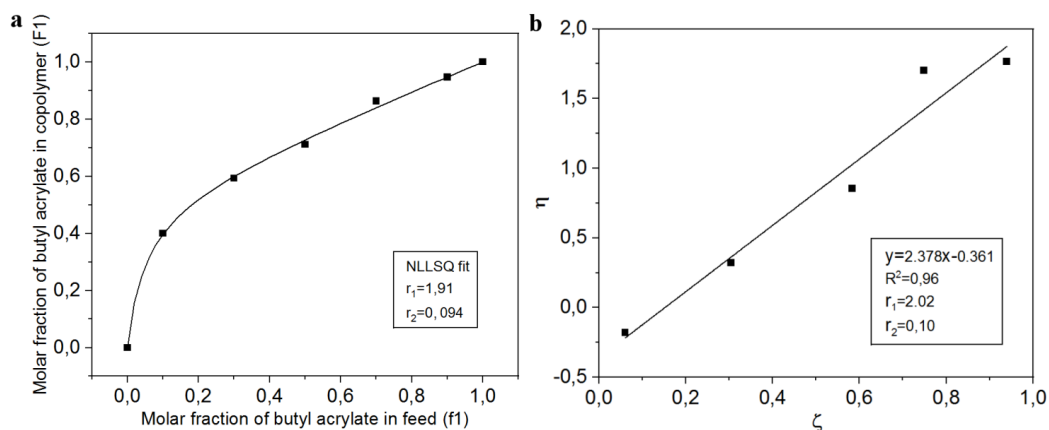 a
Molar fraction of butyl acrylate in copolymer (F1)
1,0
0,8
0,6
0,4
0,2
0,0
0,0 0,2 0,4 0,6 0,8 1,0
Molar fraction of butyl acrylate in feed (f1)
NLLSQ fit
r₁=1,91
r₂=0, 094
b
η
2,0
1,5
1,0
0,5
0,0
-0,5
0,0 0,2 0,4 0,6 0,8 1,0
ζ
y=2.378x-0.361
R²=0,96
r₁=2.02
r₂=0,10